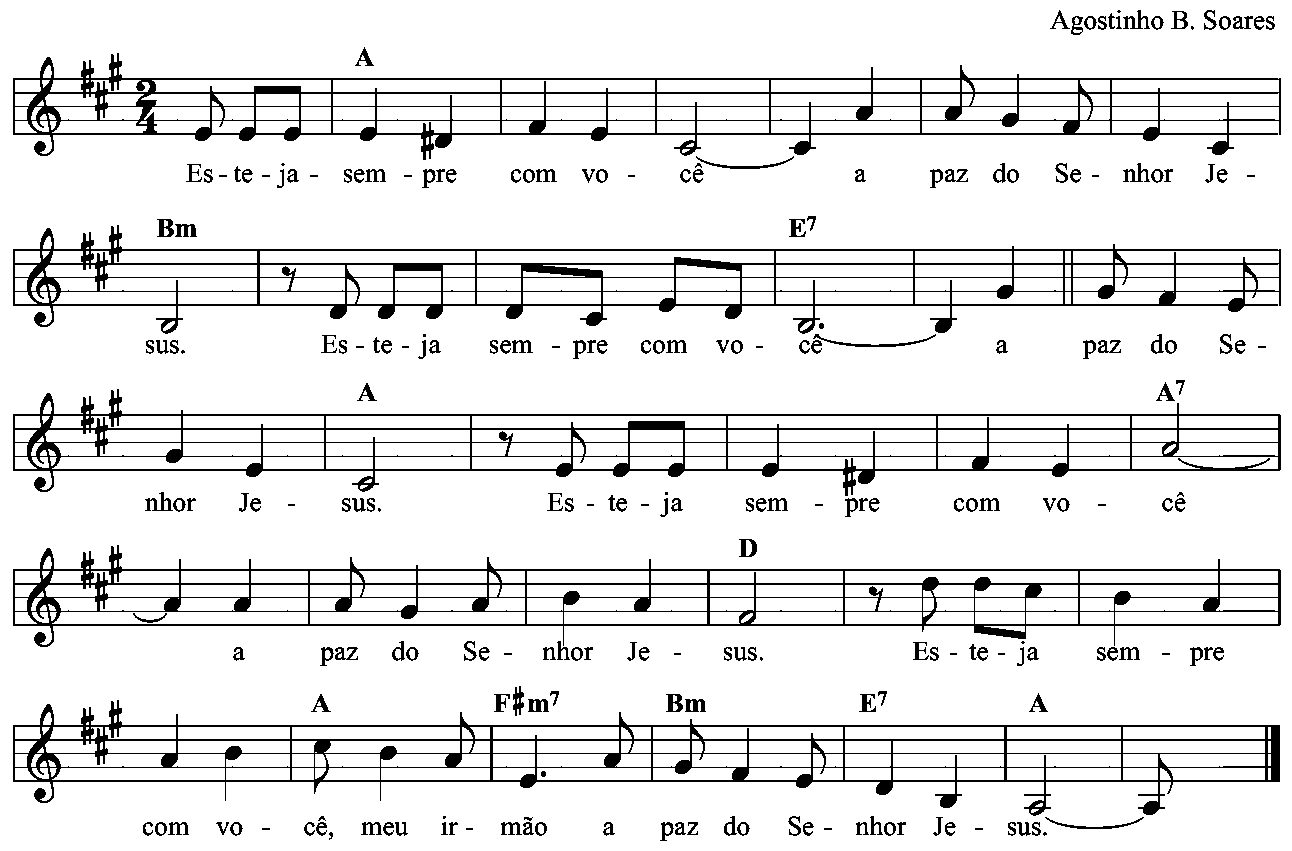 Agostinho B. Soares
A
2
4
Es - te - ja - sem - pre com vo - cê a paz do Se - nhor Je -
Bm E7
sus. Es - te - ja sem - pre com vo - cê a paz do Se -
A A7
nhor Je - sus. Es - te - ja sem - pre com vo - cê
D
a paz do Se - nhor Je - sus. Es - te - ja sem - pre
A F#m7 Bm E7 A
com vo - cê, meu ir - mão a paz do Se - nhor Je - sus.